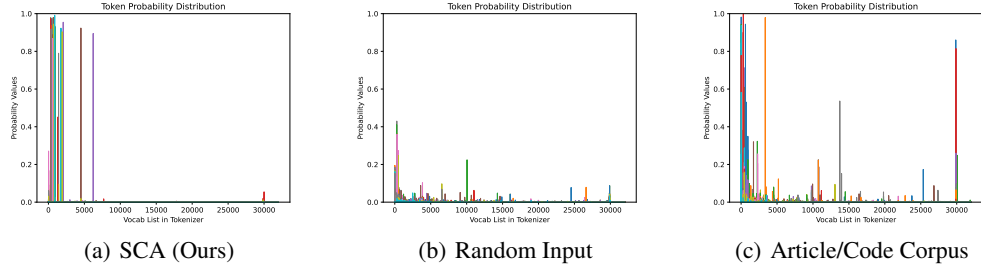 Token Probability Distribution
Probability Values
1.0
0.8
0.6
0.4
0.2
0.0
0 5000 10000 15000 20000 25000 30000
Vocab List in Tokenizer
(a) SCA (Ours)
Token Probability Distribution
Probability Values
1.0
0.8
0.6
0.4
0.2
0.0
0 5000 10000 15000 20000 25000 30000
Vocab List in Tokenizer
(b) Random Input
Token Probability Distribution
Probability Values
1.0
0.8
0.6
0.4
0.2
0.0
0 5000 10000 15000 20000 25000 30000
Vocab List in Tokenizer
(c) Article/Code Corpus